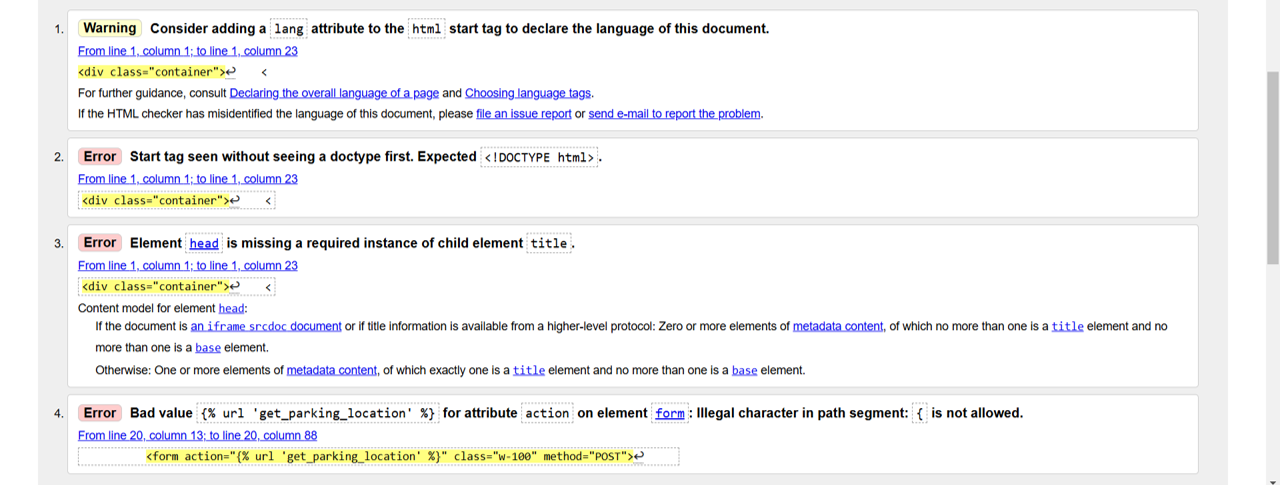 1. Warning Consider adding a lang attribute to the html start tag to declare the language of this document.
From line 1, column 1; to line 1, column 23
<div class="container">↩ <
For further guidance, consult Declaring the overall language of a page and Choosing language tags.
If the HTML checker has misidentified the language of this document, please file an issue report or send e-mail to report the problem.
2. Error Start tag seen without seeing a doctype first. Expected <!DOCTYPE html>.
From line 1, column 1; to line 1, column 23
<div class="container">↩ <
3. Error Element head is missing a required instance of child element title.
From line 1, column 1; to line 1, column 23
<div class="container">↩ <
Content model for element head:
If the document is an iframe srcdoc document or if title information is available from a higher-level protocol: Zero or more elements of metadata content, of which no more than one is a title element and no
more than one is a base element.
Otherwise: One or more elements of metadata content, of which exactly one is a title element and no more than one is a base element.
4. Error Bad value {% url 'get_parking_location' %} for attribute action on element form: Illegal character in path segment: { is not allowed.
From line 20, column 13; to line 20, column 88
<form action="{% url 'get_parking_location' %}" class="w-100" method="POST">↩